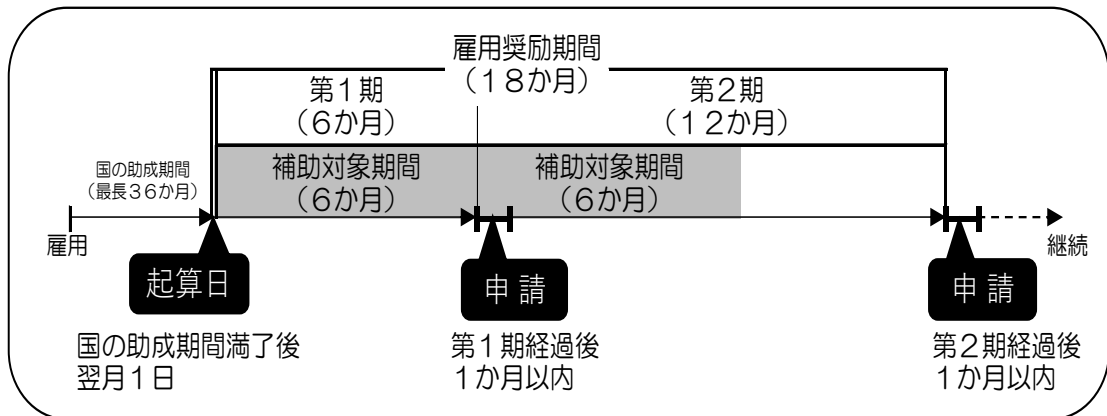 雇用奨励期間
（１８か月）
第１期
（６か月）
第２期
（１２か月）
国の助成期間
（最長３６か月）
補助対象期間
（６か月）
補助対象期間
（６か月）
雇用
継続
起算日
申 請
申 請
国の助成期間満了後
翌月１日
第１期経過後
１か月以内
第２期経過後
１か月以内